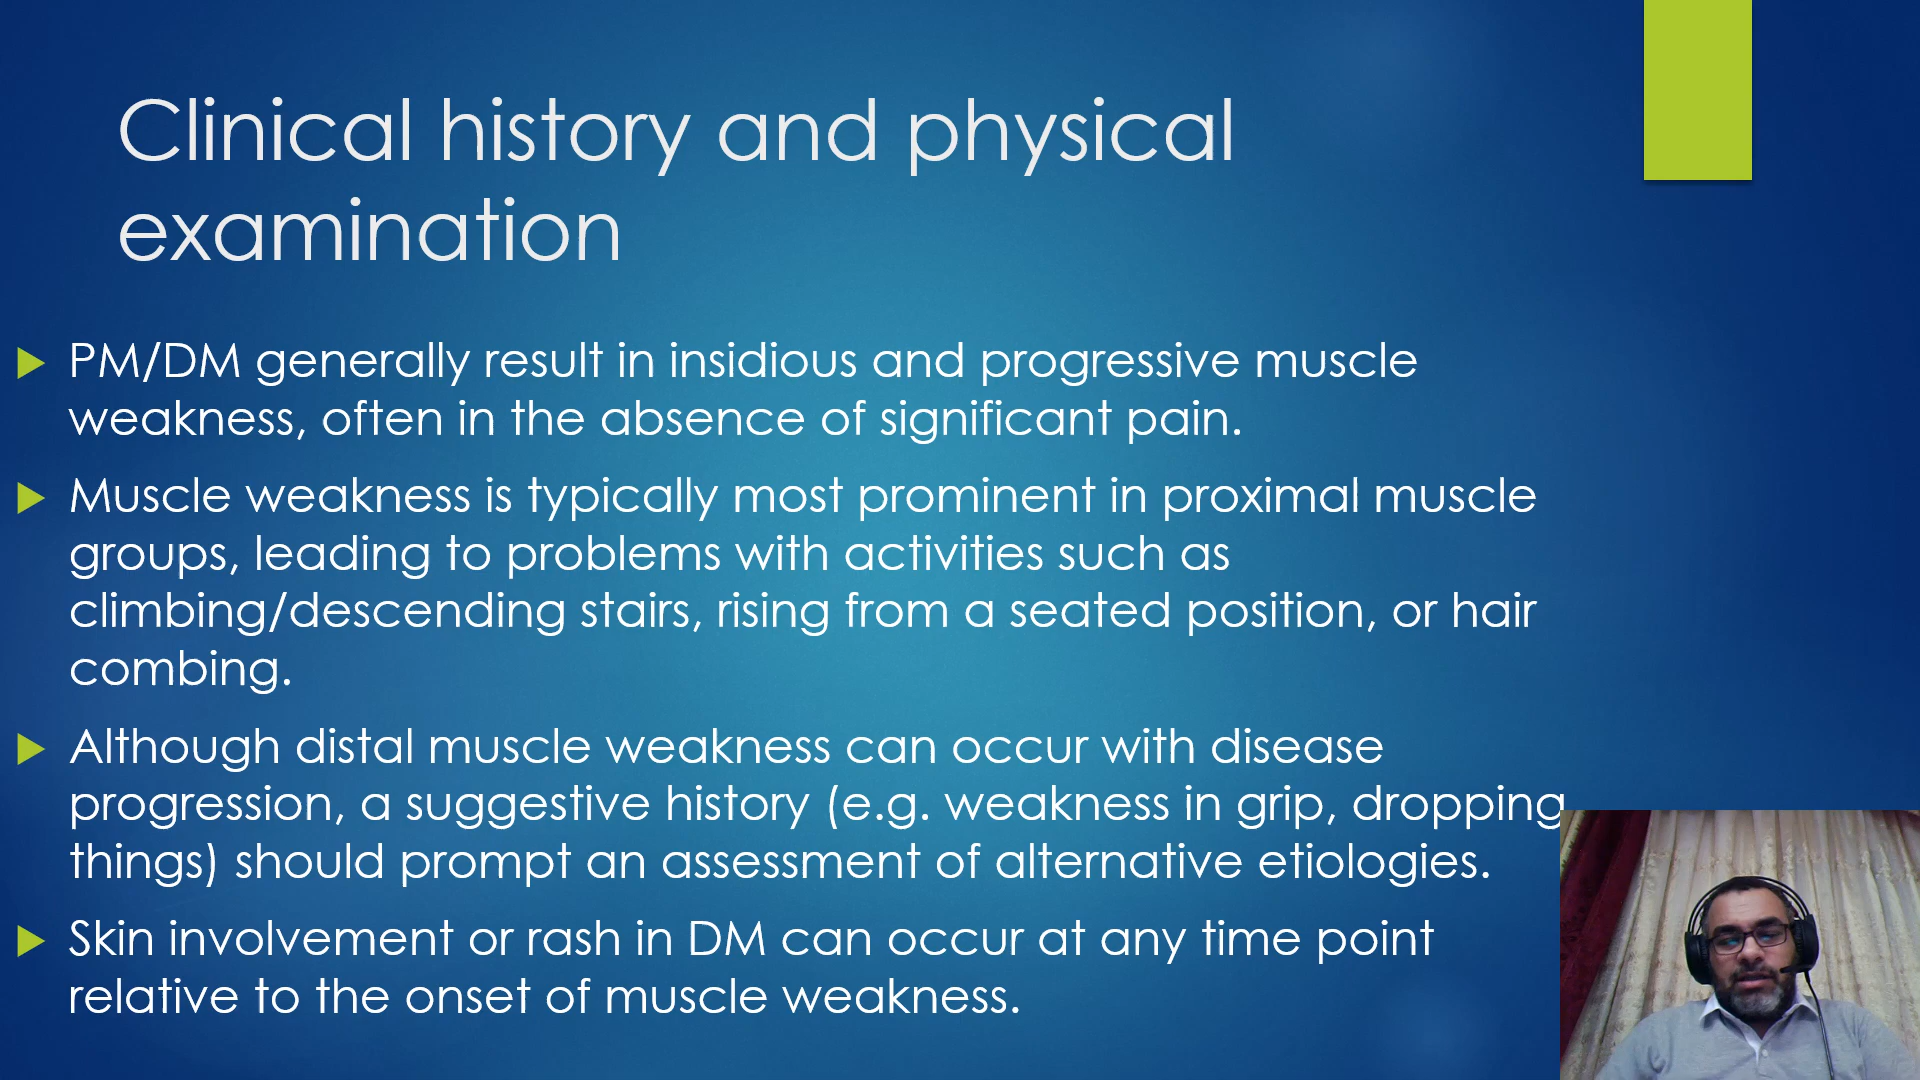 Clinical history and physical
examination
PM/DM generally result in insidious and progressive muscle
weakness, often in the absence of significant pain.
Muscle weakness is typically most prominent in proximal muscle
groups, leading to problems with activities such as
climbing/descending stairs, rising from a seated position, or hair
combing.
Although distal muscle weakness can occur with disease
progression, a suggestive history (e.g. weakness in grip, dropping
things) should prompt an assessment of alternative etiologies.
Skin involvement or rash in DM can occur at any time point
relative to the onset of muscle weakness.